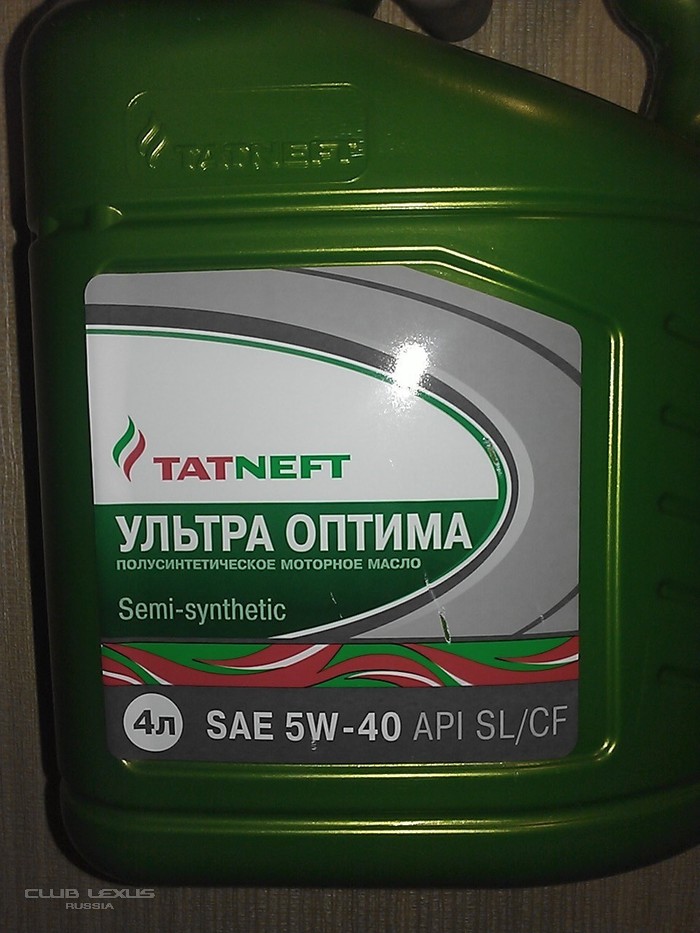 TATNEFT
TATNEFT
УЛЬТРА ОПТИМА
ПОЛУСИНТЕТИЧЕСКОЕ МОТОРНОЕ МАСЛО
Semi-synthetic
4л SAE 5W-40 API SL/CF
CLUB LEXUS
RUSSIA